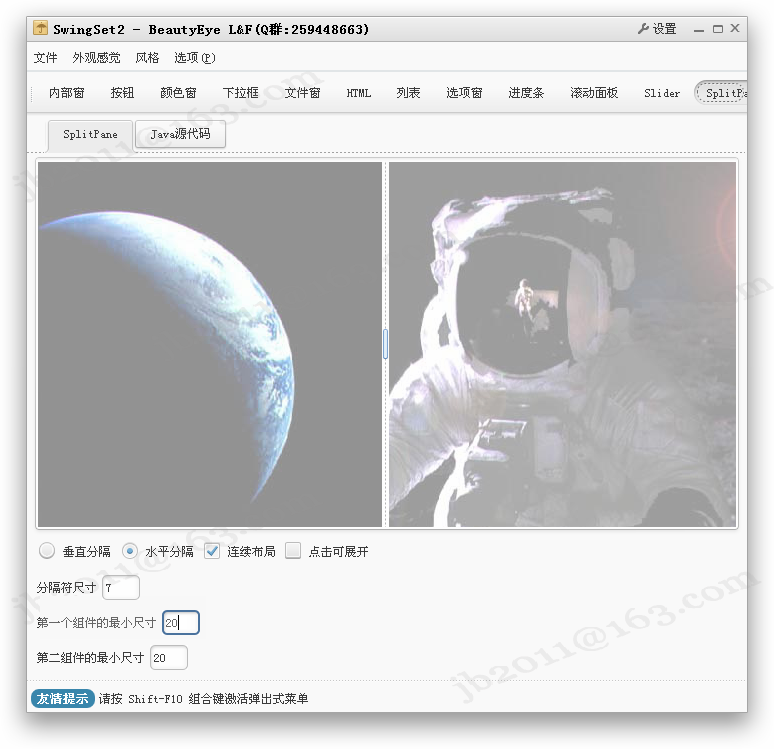 SwingSet2 - BeautyEye L&F(Q群:259448663) 设置
文件 外观感觉 风格 选项(P)
内部窗 按钮 颜色窗 下拉框 文件窗 HTML 列表 选项窗 进度条 滚动面板 Slider SplitPa
SplitPane Java源代码
垂直分隔 水平分隔 连续布局 点击可展开
分隔符尺寸 7
第一个组件的最小尺寸 20
第二组件的最小尺寸 20
jb2011@163.com
友情提示 请按 Shift-F10 组合键激活弹出式菜单